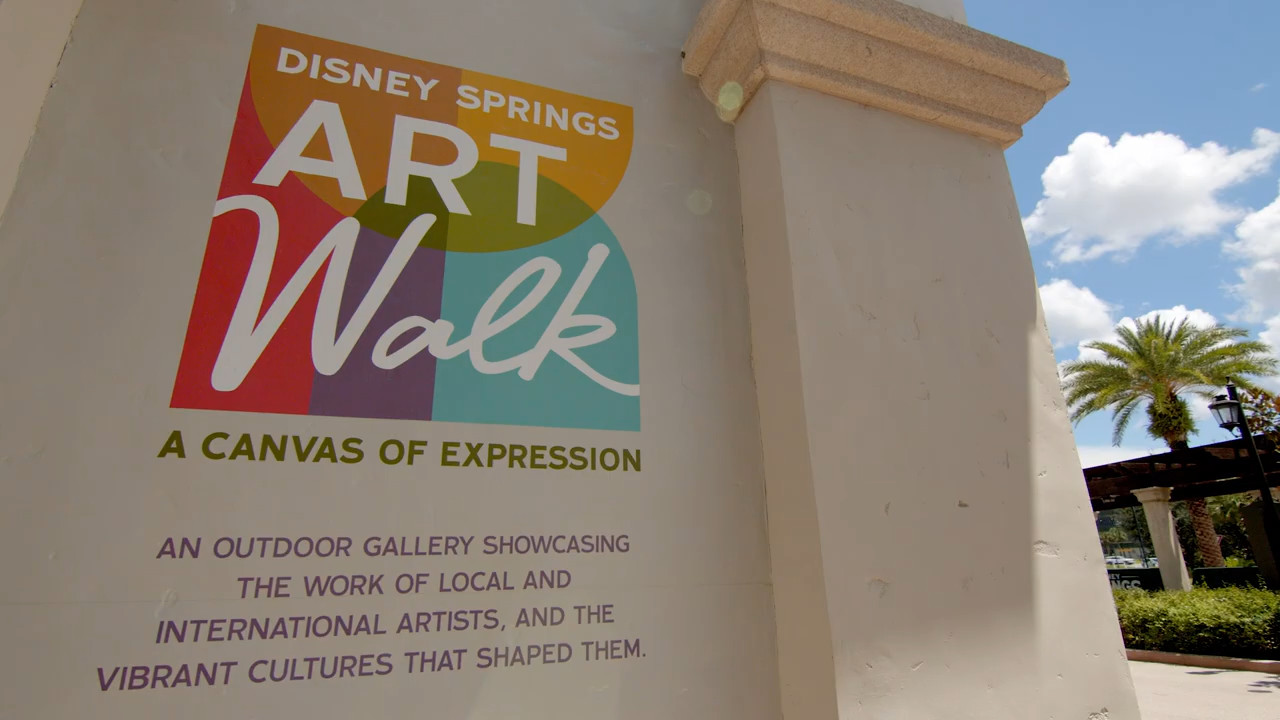 DISNEY SPRINGS
ART
Walk
A CANVAS OF EXPRESSION
AN OUTDOOR GALLERY SHOWCASING
THE WORK OF LOCAL AND
INTERNATIONAL ARTISTS, AND THE
VIBRANT CULTURES THAT SHAPED THEM.